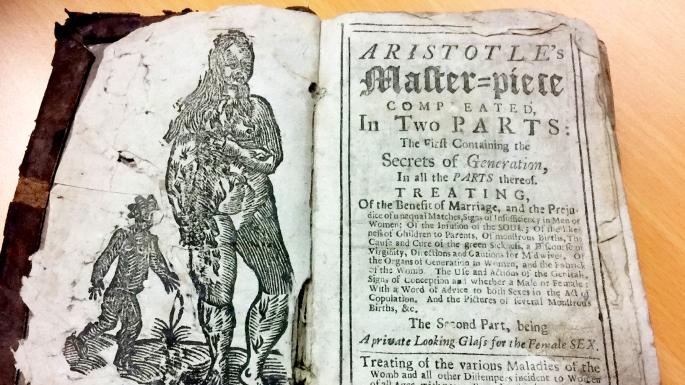 ARISTOTLE's
Master=piece
COMP EATED,
In Two PARTS:
The First Containing the
Secrets of Generation,
In all the PARTS thereof.
TREATING,
Of the Benefit of Marriage, and the Preju-
dice of unequal Matches, Signs of Insufficiency in Men or
Women; Of the Infusion of the SOUL; Of the Like-
ness of Children to Parents, Of monstrous Births, The
Cause and Cure of the green Sickness, a Discourse of
Virginity, Directions and Cautions for Midwives, Of
the Organs of Generation in Women, and the Fabrick
of the Womb. The Use and Action of the Genitals,
Signs of Conception and whether a Male or Female;
With a Word of Advice to both Sexes in the Act of
Copulation. And the Pictures of several Monstrous
Births, &c.
The Second Part, being
A private Looking Glass for the Female SEX.
Treating of the various Maladies of the
Womb and all other Distempers incident to Women
of all Ages,